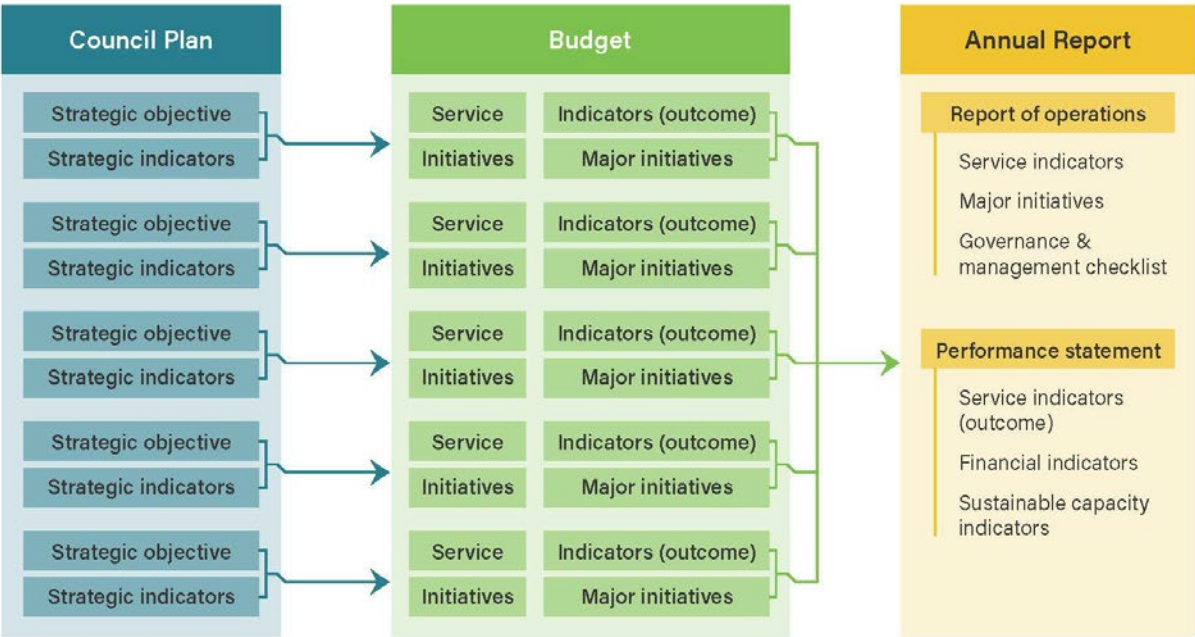 Council Plan
Strategic objective
Strategic indicators
Strategic objective
Strategic indicators
Strategic objective
Strategic indicators
Strategic objective
Strategic indicators
Strategic objective
Strategic indicators
Budget
Service
Indicators (outcome)
Initiatives
Major initiatives
Service
Indicators (outcome)
Initiatives
Major initiatives
Service
Indicators (outcome)
Initiatives
Major initiatives
Service
Indicators (outcome)
Initiatives
Major initiatives
Service
Indicators (outcome)
Initiatives
Major initiatives
Annual Report
Report of operations
Service indicators
Major initiatives
Governance &
management checklist
Performance statement
Service indicators
(outcome)
Financial indicators
Sustainable capacity
indicators